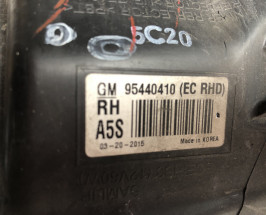 5C20
GM 95440410 (EC RHD)
RH
A5S
03-20-2015
Made in KOREA